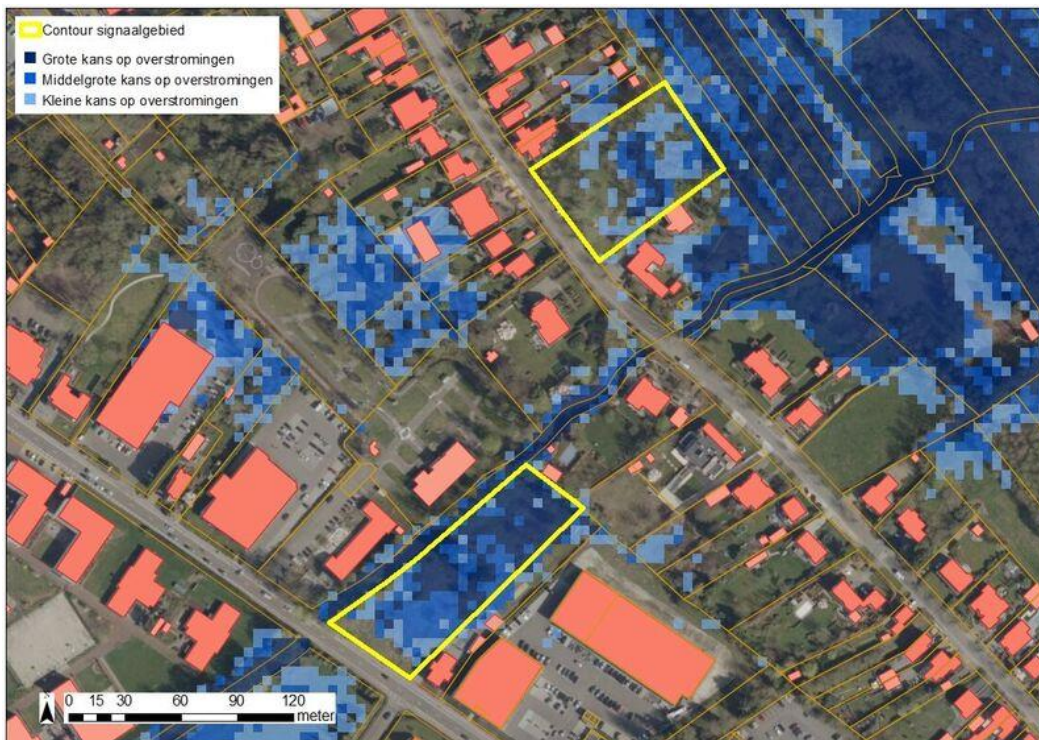 Contour signaalgebied
Grote kans op overstromingen
Middelgrote kans op overstromingen
Kleine kans op overstromingen
N
0 15 30 60 90 120
meter